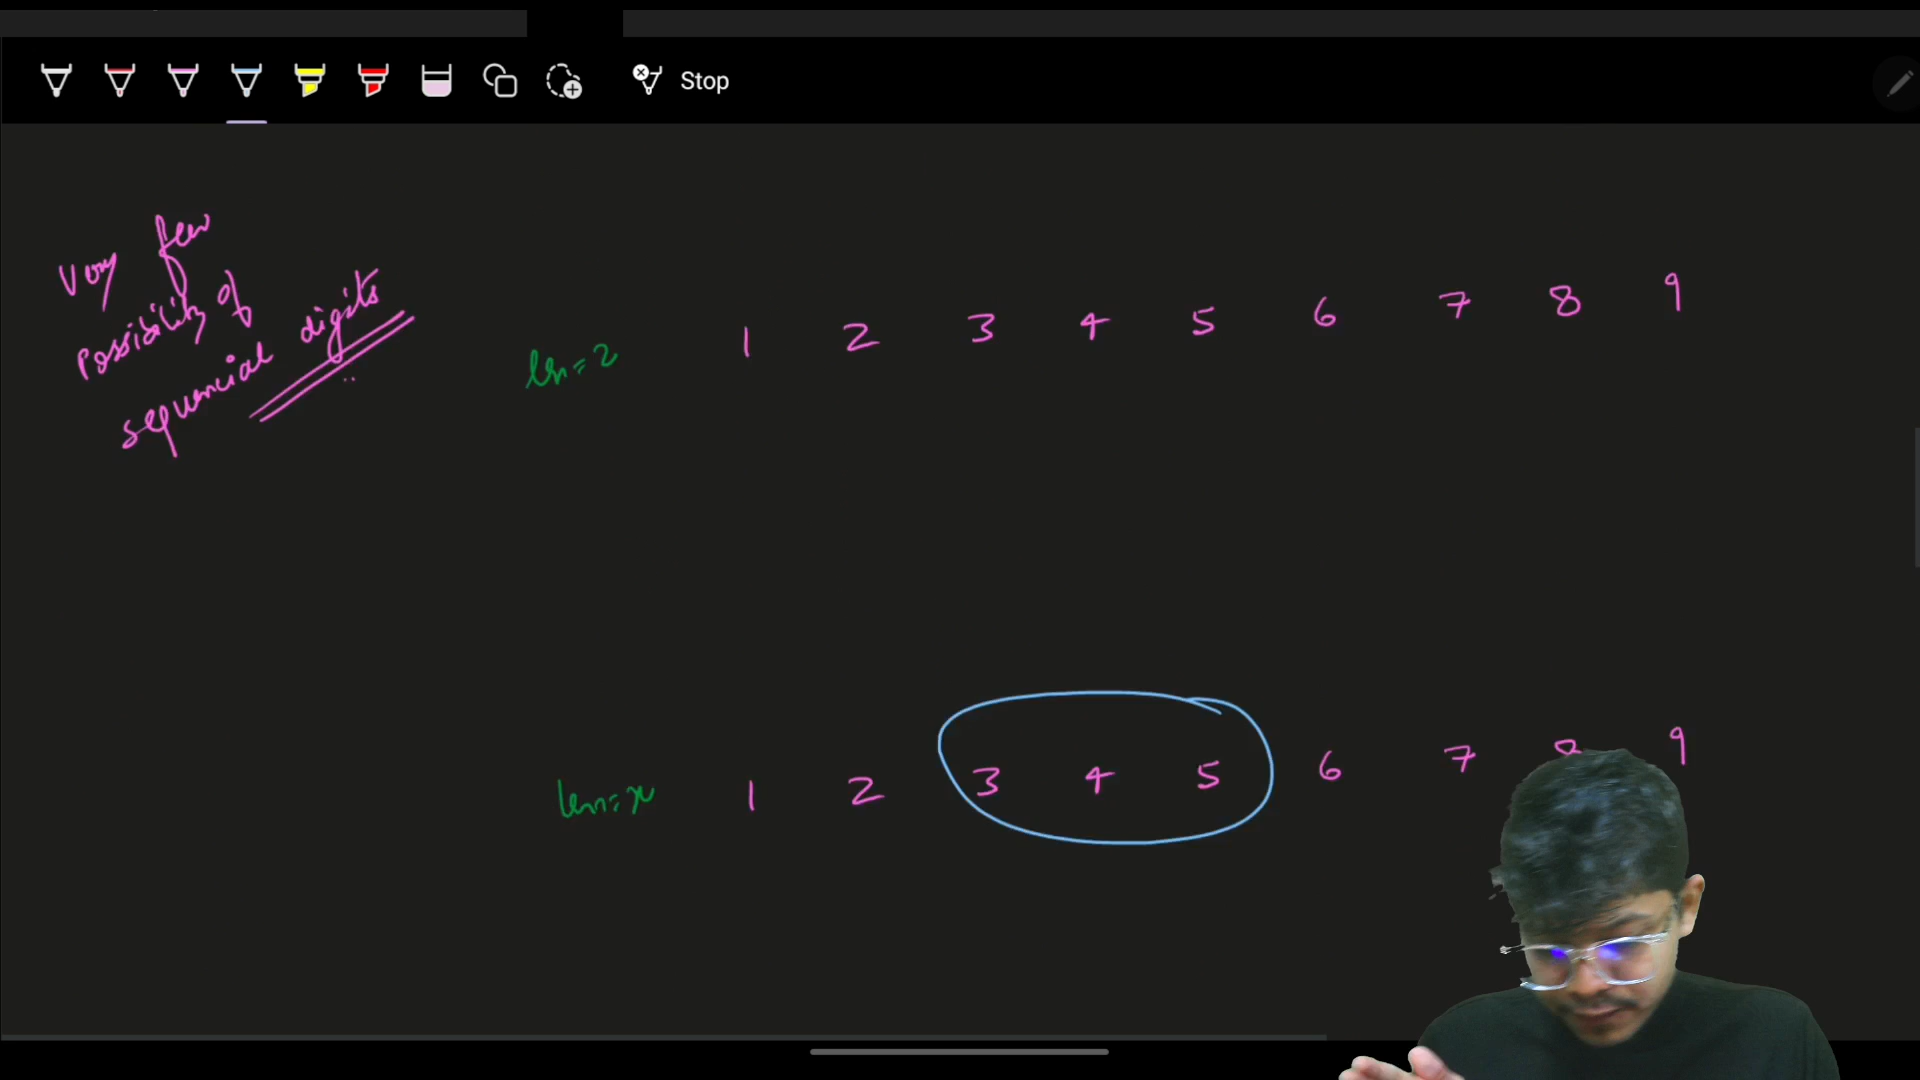 Stop
Very few
possibility of
sequencial digits
len=2 1 2 3 4 5 6 7 8 9
len=x 1 2 3 4 5 6 7 8 9